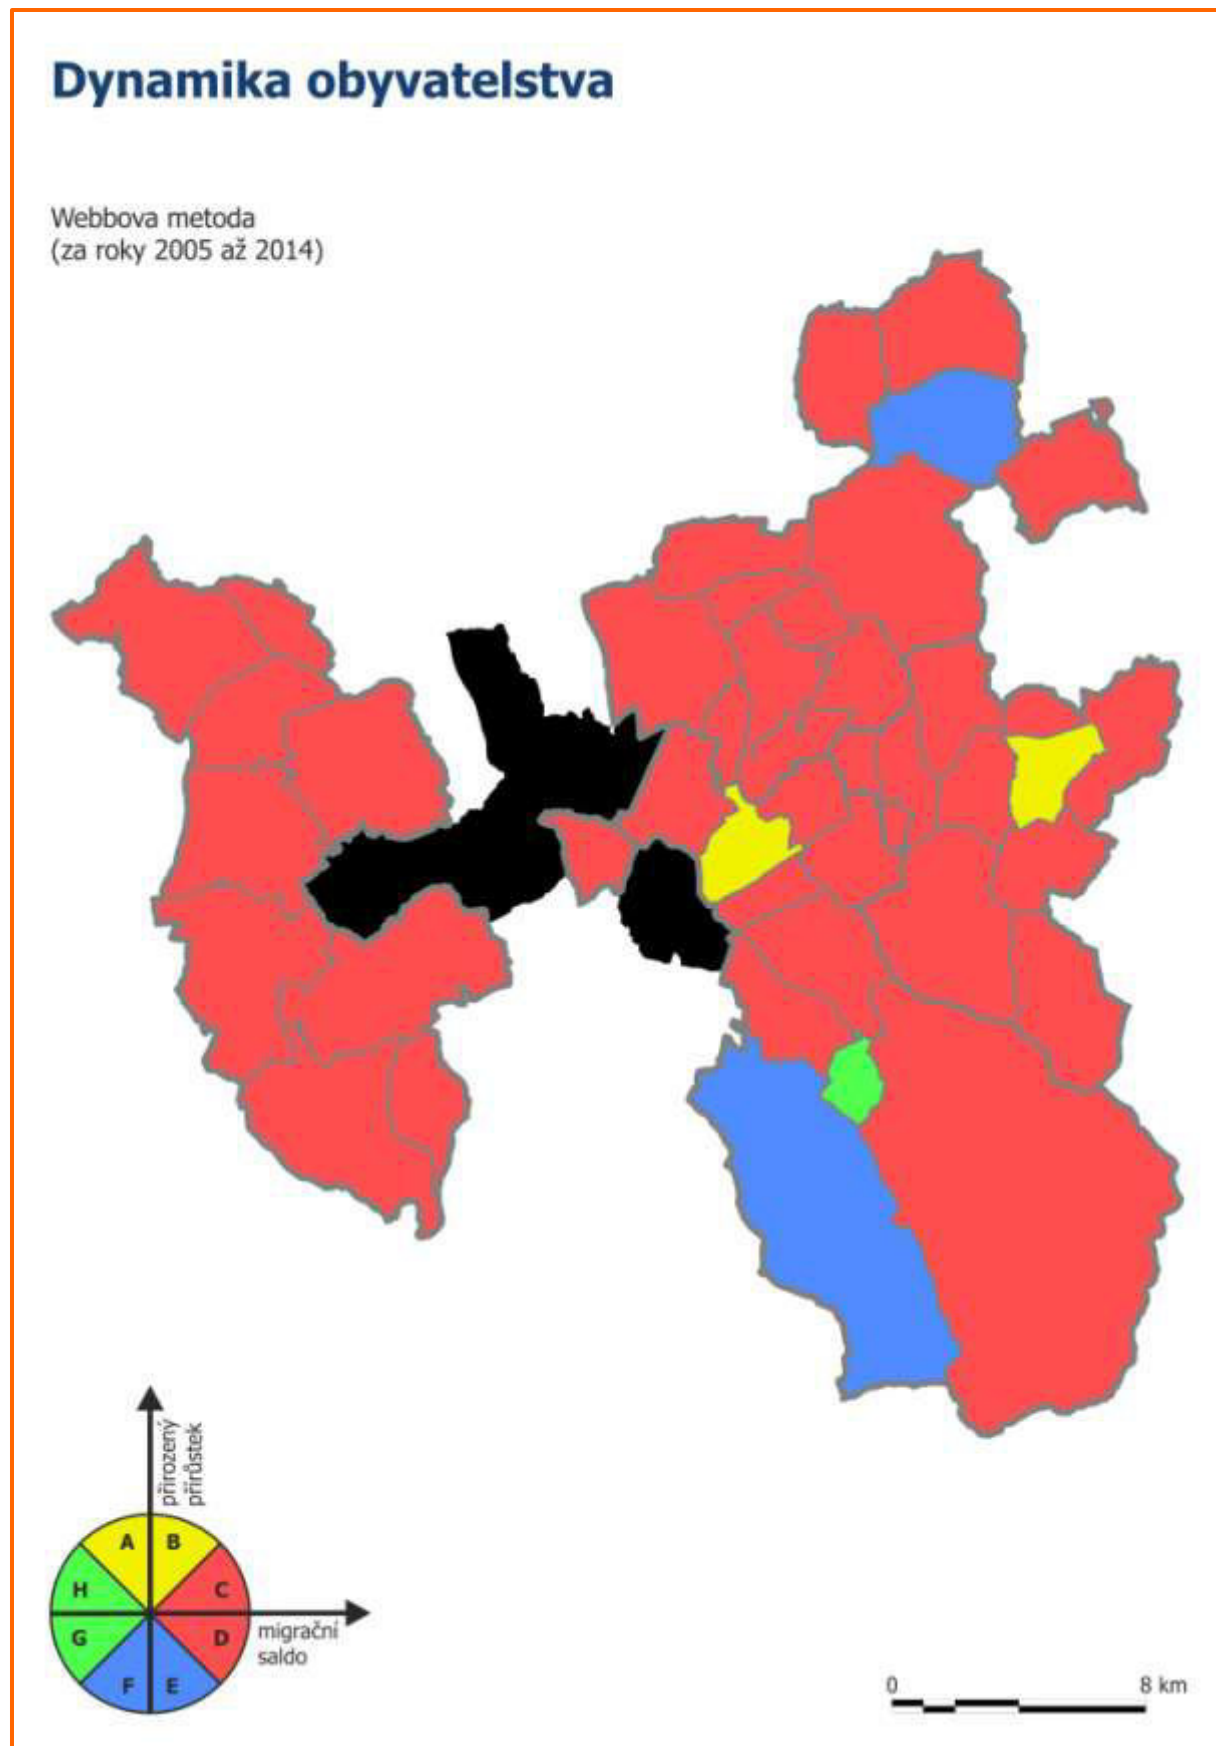 Dynamika obyvatelstva
Webbova metoda
(za roky 2005 až 2014)
přirozený
přírůstek
A
B
H
C
G
D
F
E
migrační
saldo
0
8 km